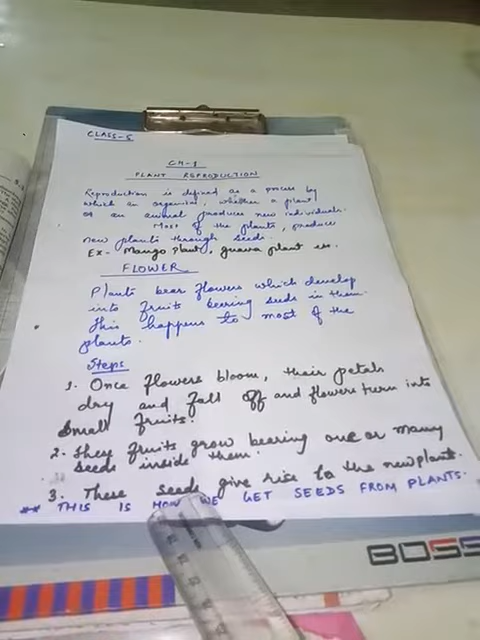 CLASS-5
CH-1
PLANT REPRODUCTION
Reproduction is defined as a process by
which an organism, whether a plant
or an animal produces new individuals.
Most of the plants, produce
new plants through seeds.
Ex- Mango plant, guava plant
FLOWER
Plants bear flowers which develop
into fruits bearing seeds in them.
This happens to most of the
plants.
Steps
1. Once flowers bloom, their petals
dry and fall off and flowers turn into
small fruits.
2. These fruits grow bearing one or many
seeds inside them.
3. These seeds give rise to the new plant.
** THIS IS HOW WE GET SEEDS FROM PLANTS.
BOSS